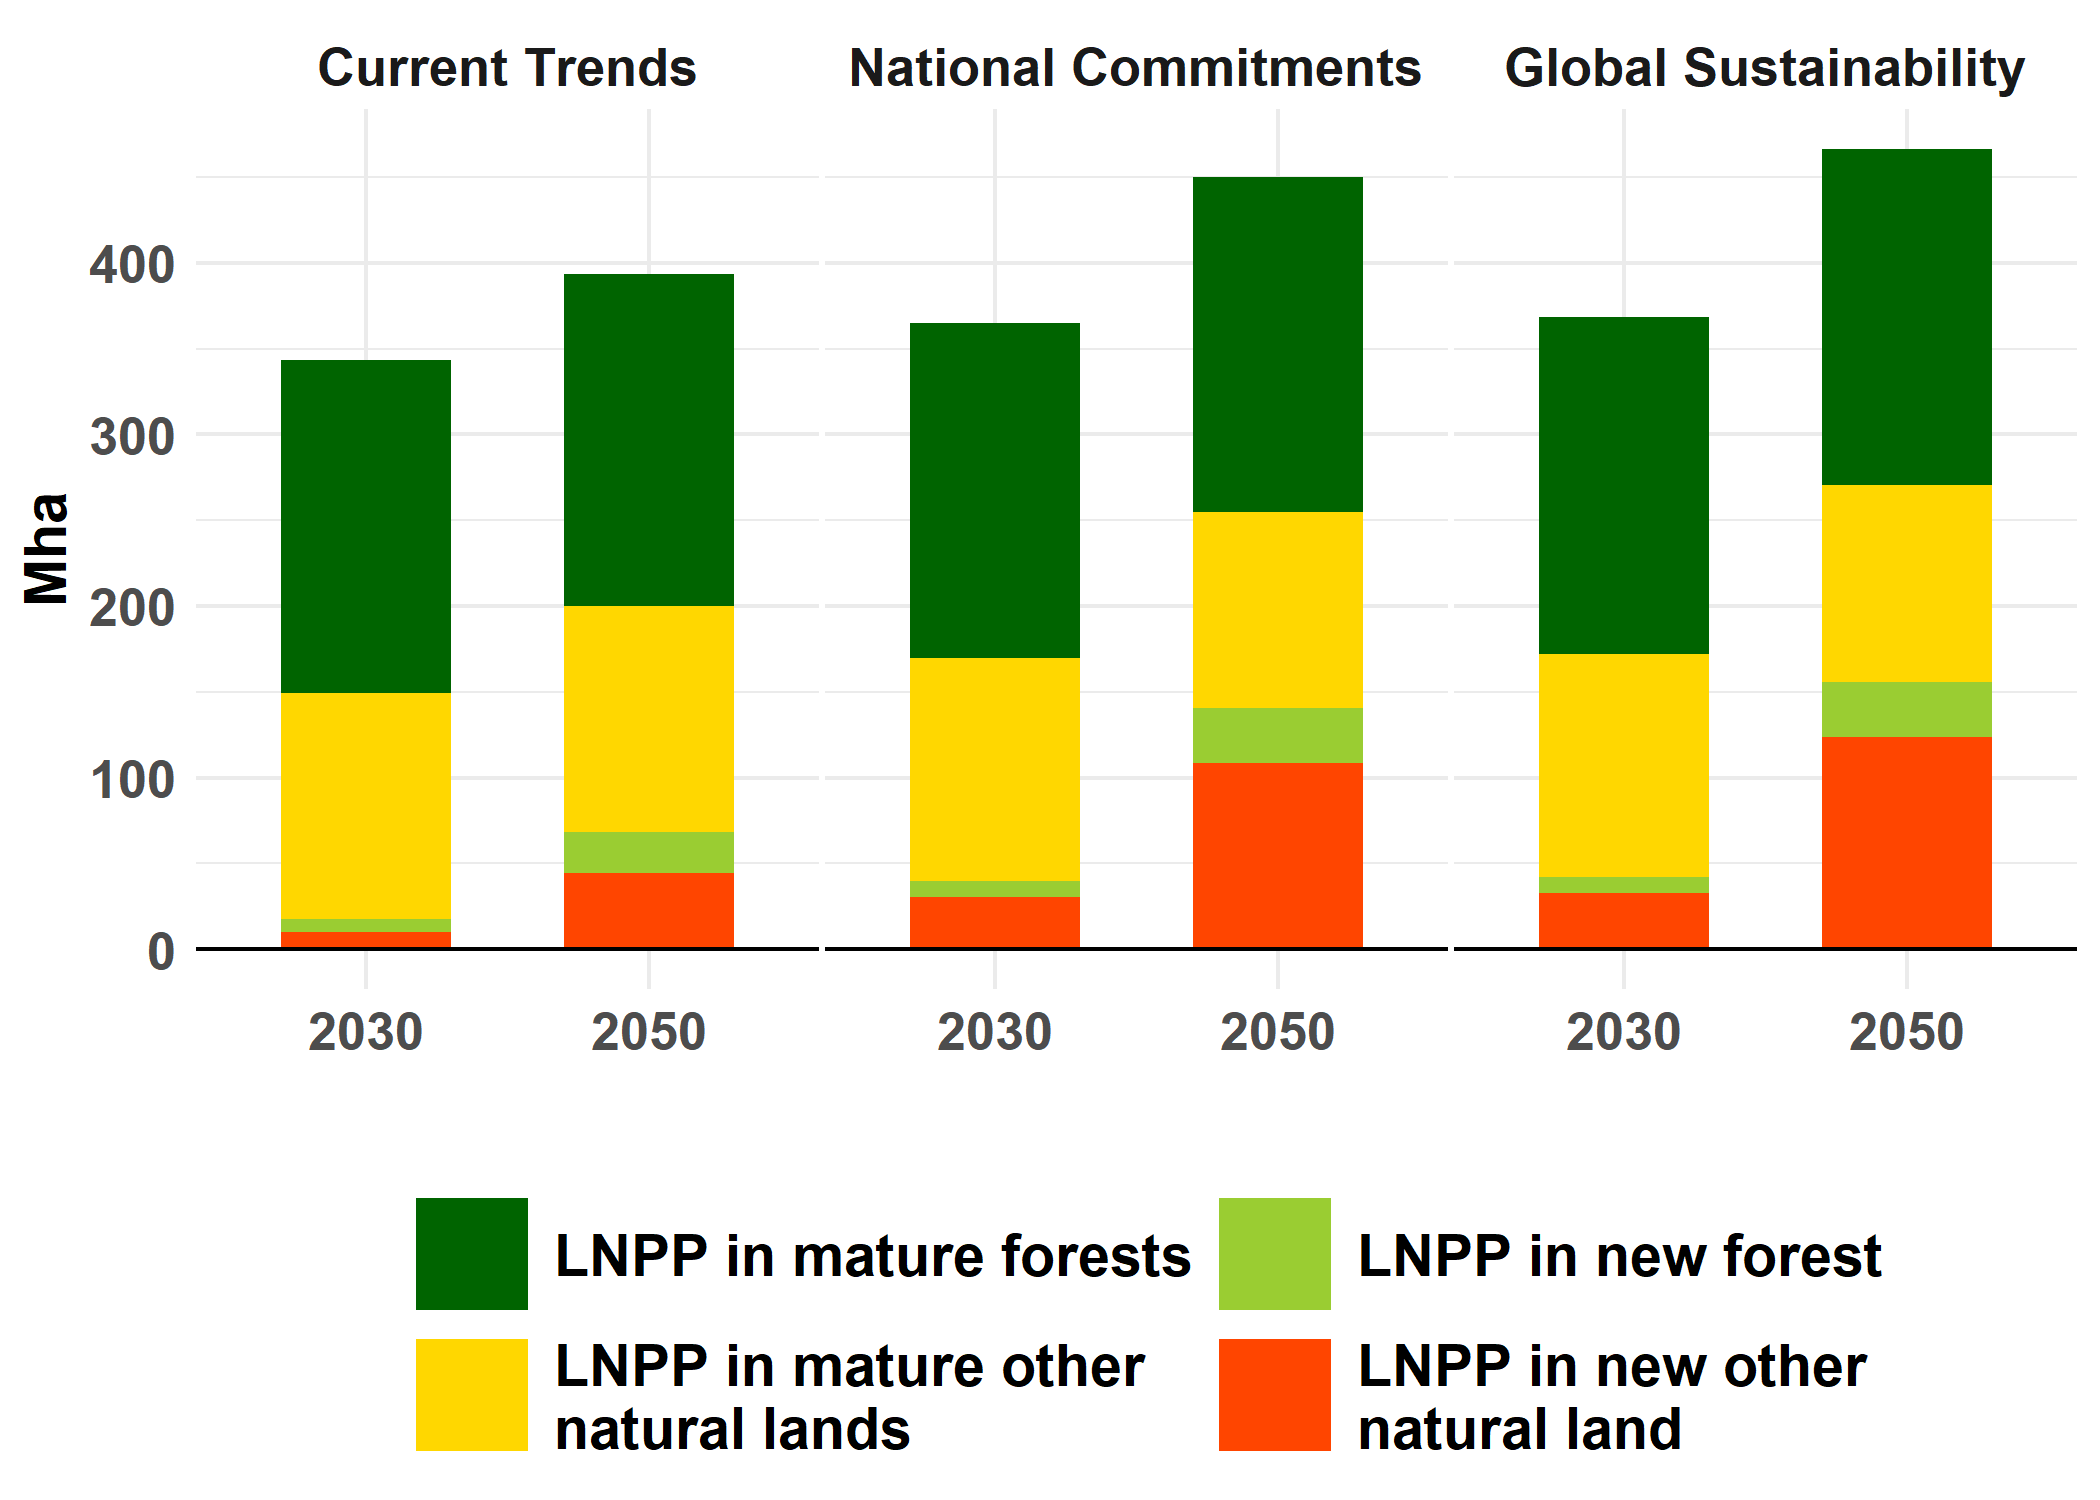 Current Trends
National Commitments
Global Sustainability
Mha
400
300
200
100
0
2030
2050
2030
2050
2030
2050
LNPP in mature forests
LNPP in new forest
LNPP in mature other
natural lands
LNPP in new other
natural land